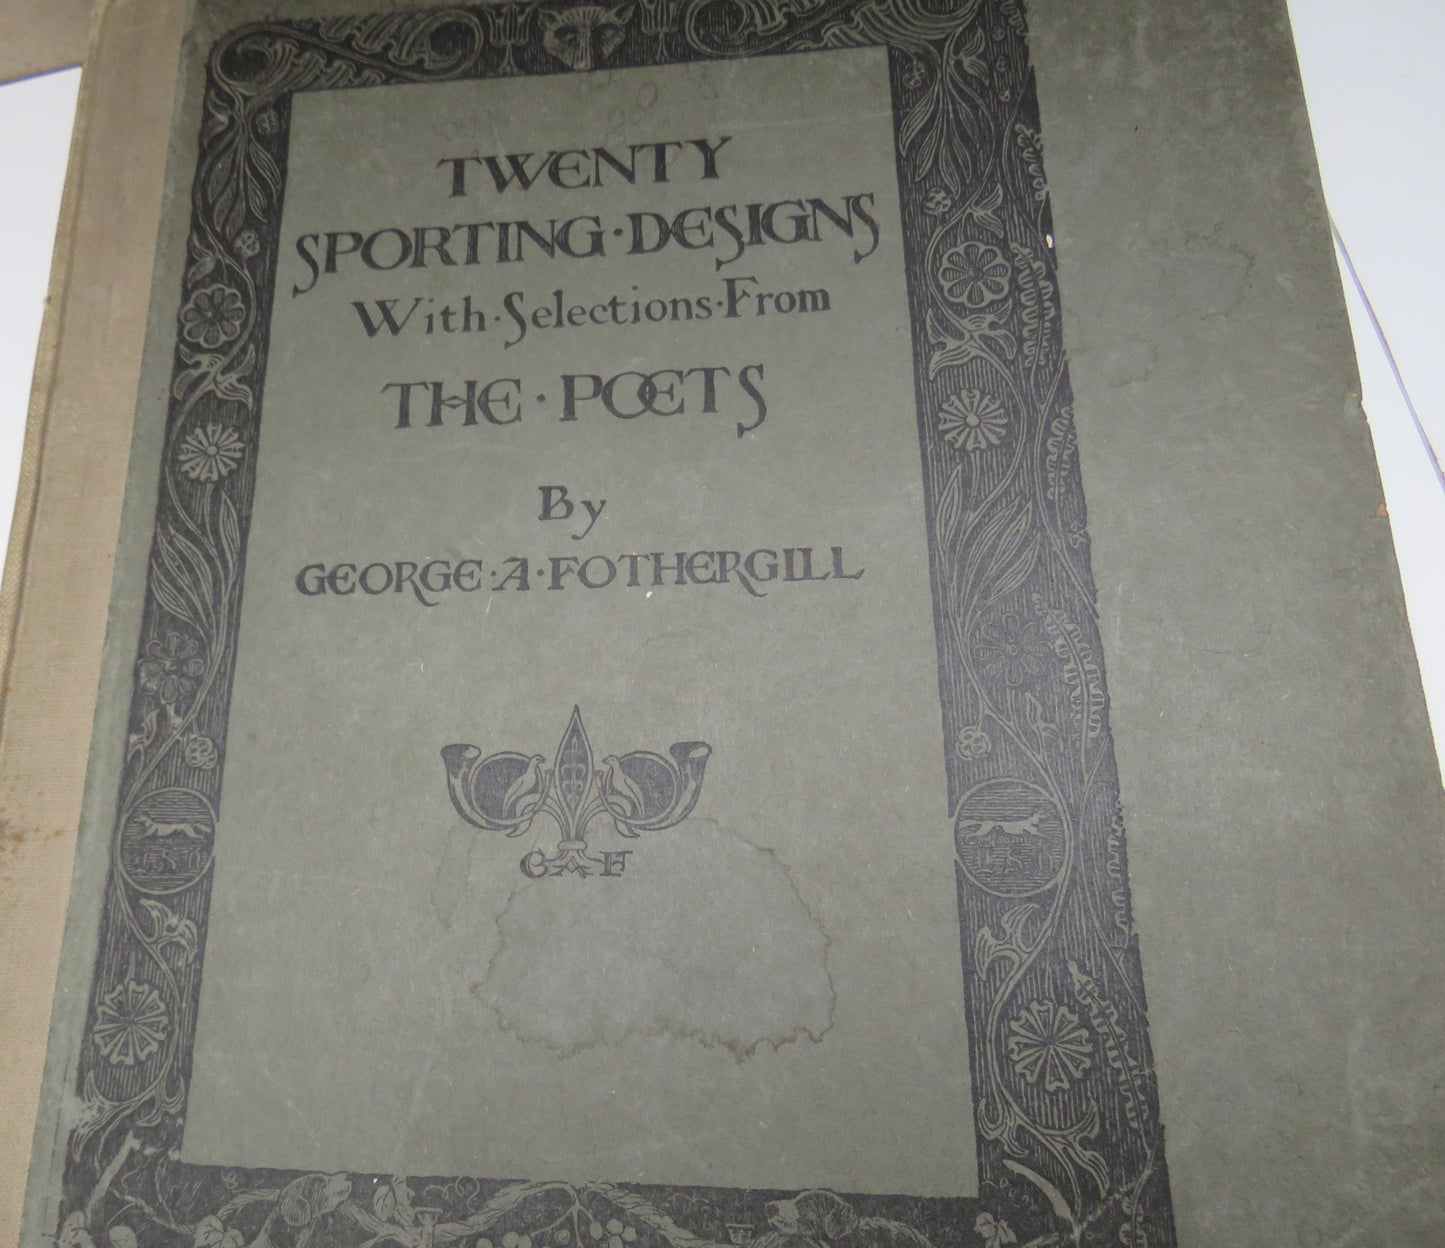 TWENTY
SPORTING·DESIGNS
With·Selections·From
THE·POETS
By
GEORGE·A·FOTHERGILL
GAF